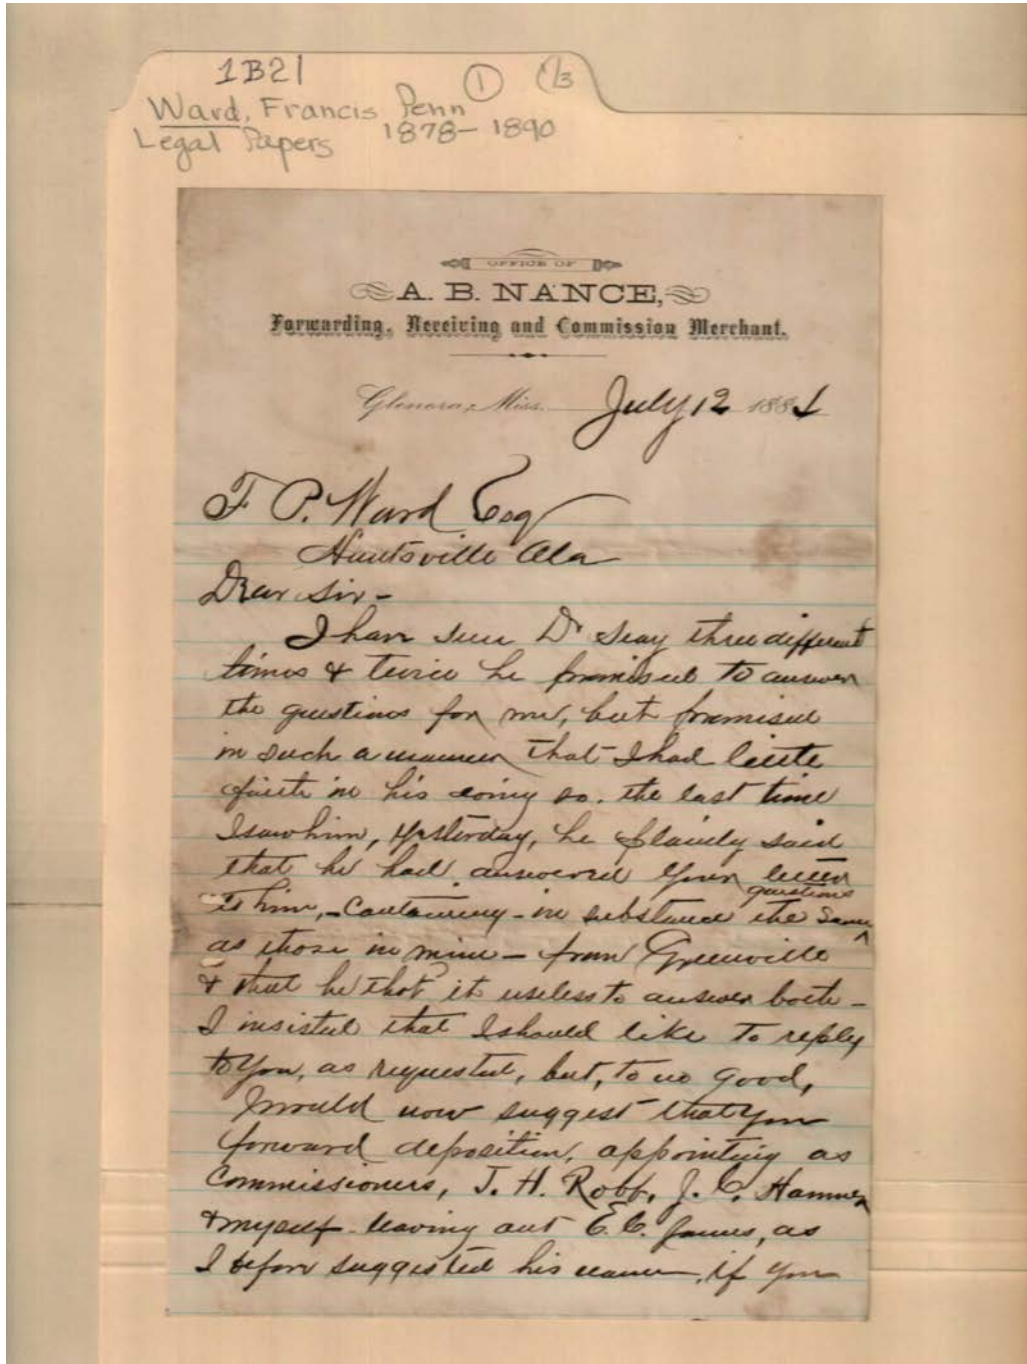 1B21 ① 1/3
Ward, Francis Penn
Legal Papers 1878-1890
OFFICE OF
A. B. NANCE,
Forwarding, Receiving and Commission Merchant.
Glenora, Miss. July 12 1881
F. P. Ward Esq
Huntsville Ala
Dear Sir -
I have seen Dr Seay three different
times & twice he promised to answer
the questions for me, but promised
in such a manner that I had little
faith in his doing so. the last time
I saw him, yesterday, he plainly said
that he had answered your letter
questions
to him, - containing - in substance the same
as those in mine - from Greenville
& that he thot it useless to answer both -
I insisted that I should like to reply
to you, as requested, but, to no good,
I would now suggest that you
forward deposition, appointing as
Commissioners, J. H. Robb, J. C. Hammer
& myself leaving out E. C. James, as
I before suggested his name, if you